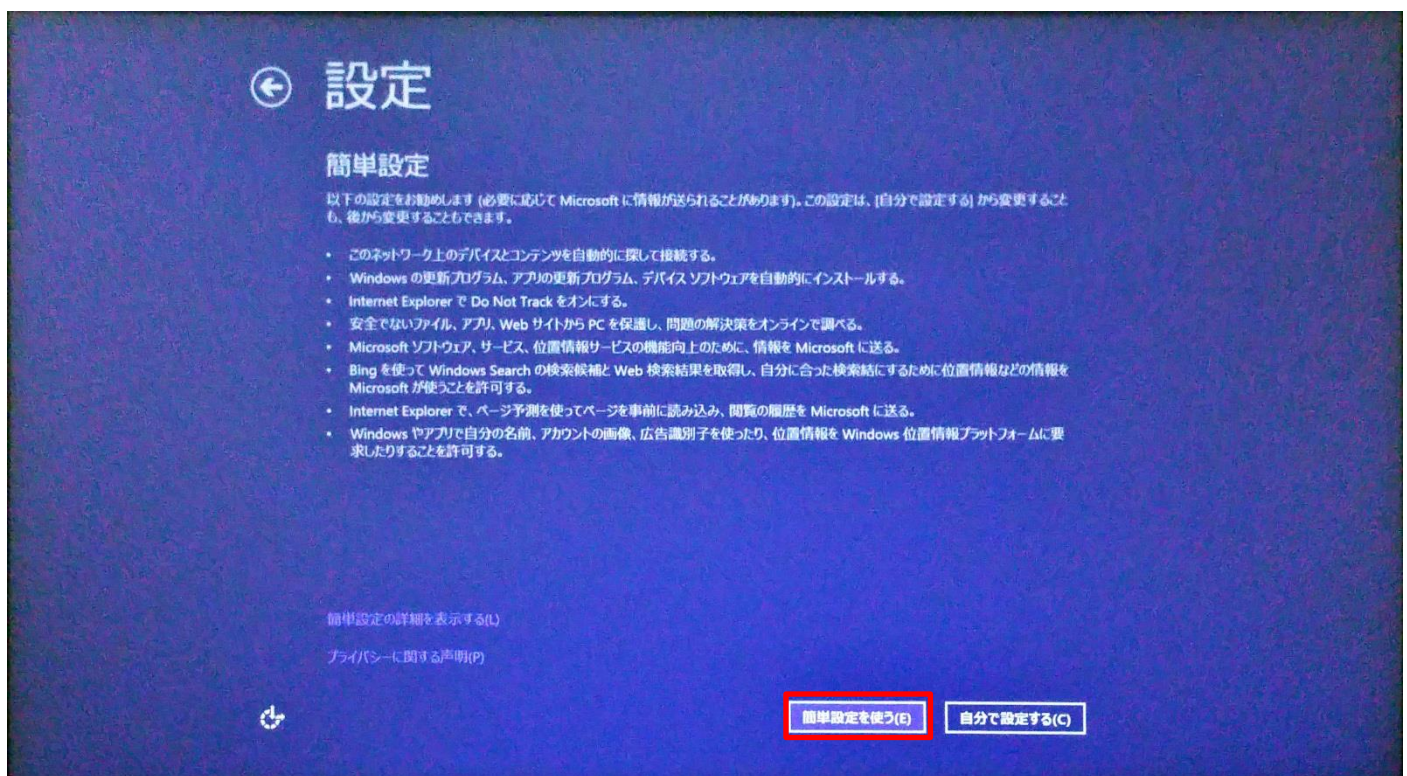 設定
簡単設定
以下の設定をお勧めします (必要に応じて Microsoft に情報が送られることがあります)。この設定は、[自分で設定する] から変更すること
も、後から変更することもできます。
• このネットワーク上のデバイスとコンテンツを自動的に探して接続する。
• Windows の更新プログラム、アプリの更新プログラム、デバイス ソフトウェアを自動的にインストールする。
• Internet Explorer で Do Not Track をオンにする。
• 安全でないファイル、アプリ、Web サイトから PC を保護し、問題の解決策をオンラインで調べる。
• Microsoft ソフトウェア、サービス、位置情報サービスの機能向上のために、情報を Microsoft に送る。
• Bing を使って Windows Search の検索候補と Web 検索結果を取得し、自分に合った検索結にするために位置情報などの情報を
Microsoft が使うことを許可する。
• Internet Explorer で、ページ予測を使ってページを事前に読み込み、閲覧の履歴を Microsoft に送る。
• Windows やアプリで自分の名前、アカウントの画像、広告識別子を使ったり、位置情報を Windows 位置情報プラットフォームに要
求したりすることを許可する。
簡単設定の詳細を表示する(L)
プライバシーに関する声明(P)
簡単設定を使う(E)
自分で設定する(C)